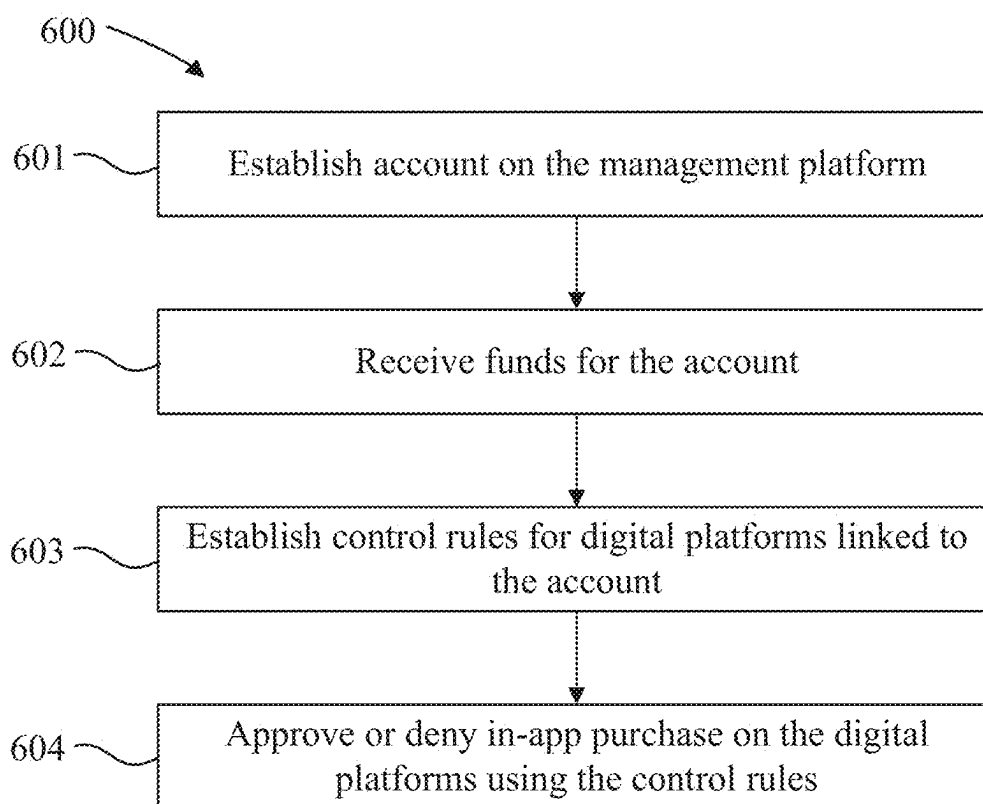 600
601
Establish account on the management platform
602
Receive funds for the account
603
Establish control rules for digital platforms linked to
the account
604
Approve or deny in-app purchase on the digital
platforms using the control rules